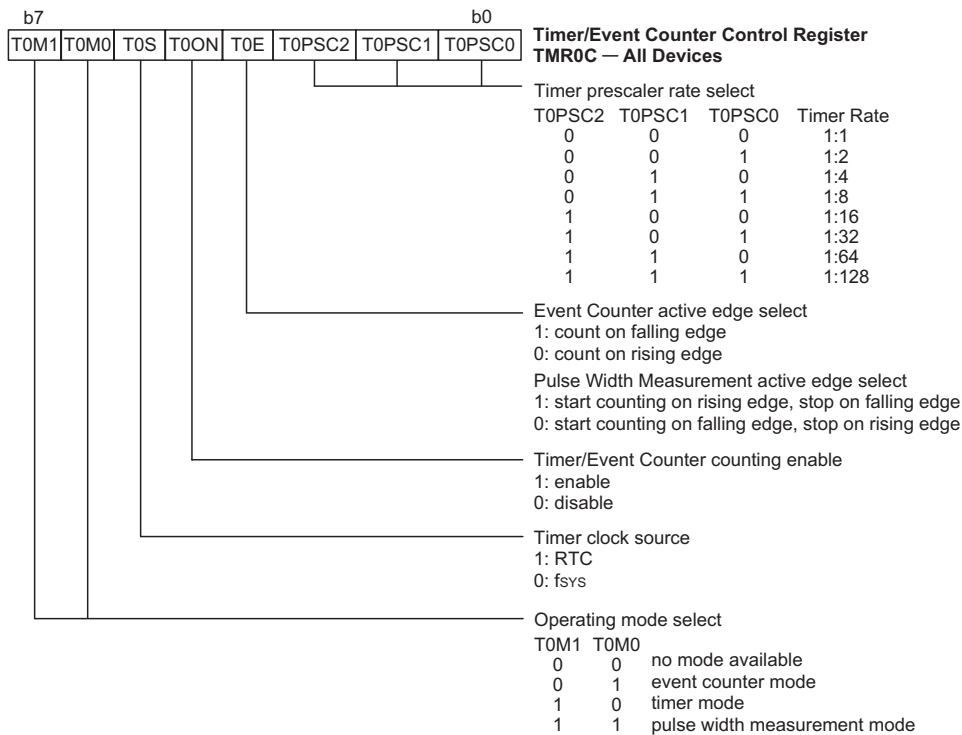 b7 b0
T0M1 T0M0 T0S T0ON T0E T0PSC2 T0PSC1 T0PSC0
Timer/Event Counter Control Register
TMR0C — All Devices
Timer prescaler rate select
T0PSC2 T0PSC1 T0PSC0 Timer Rate
0 0 0 1:1
0 0 1 1:2
0 1 0 1:4
0 1 1 1:8
1 0 0 1:16
1 0 1 1:32
1 1 0 1:64
1 1 1 1:128
Event Counter active edge select
1: count on falling edge
0: count on rising edge
Pulse Width Measurement active edge select
1: start counting on rising edge, stop on falling edge
0: start counting on falling edge, stop on rising edge
Timer/Event Counter counting enable
1: enable
0: disable
Timer clock source
1: RTC
0: fSYS
Operating mode select
T0M1 T0M0
0 0 no mode available
0 1 event counter mode
1 0 timer mode
1 1 pulse width measurement mode